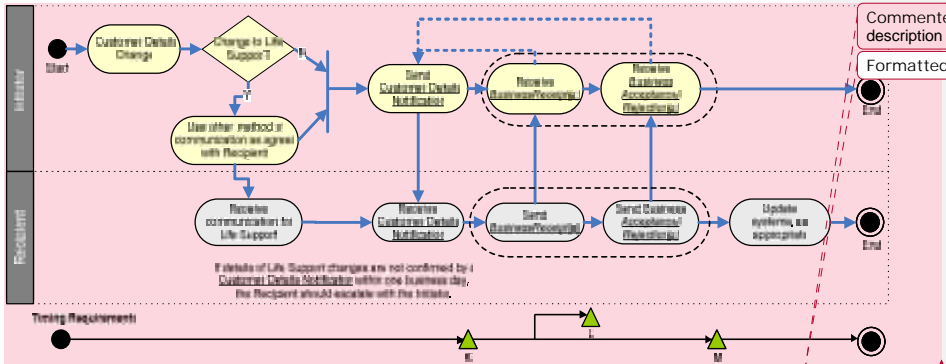 Commente
description
Formatted
Initiator
Start
Customer Details
Change
Change to Life
Support?
N
Y
Use other method of
communication as agreed
with Recipient
Send
Customer Details
Notification
Receive
BusinessReceipt(s)
Receive
Business
Acceptance/
Rejection(s)
End
Recipient
Receive
communication for
Life Support
Receive
Customer Details
Notification
Send
BusinessReceipt(s)
Send Business
Acceptance/
Rejection(s)
Update
systems, as
appropriate
End
If details of Life Support changes are not confirmed by a
Customer Details Notification within one business day,
the Recipient should escalate with the Initiator.
Timing Requirements
L
M